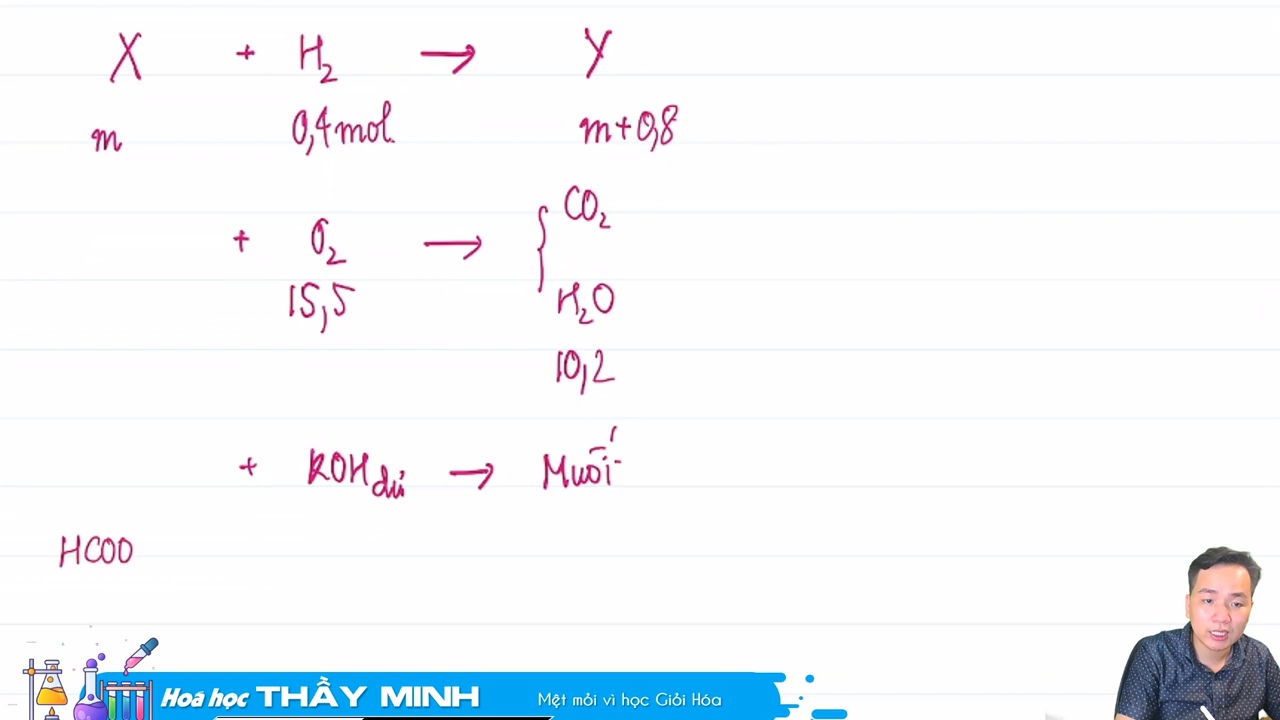 X + H₂ → Y
m 0,4mol m+0,8
+ O₂ → { CO₂
15,5 H₂O
10,2
+ KOH dư → Muối
HCOO
Hoá học THẦY MINH Mệt mỏi vì học Giỏi Hóa